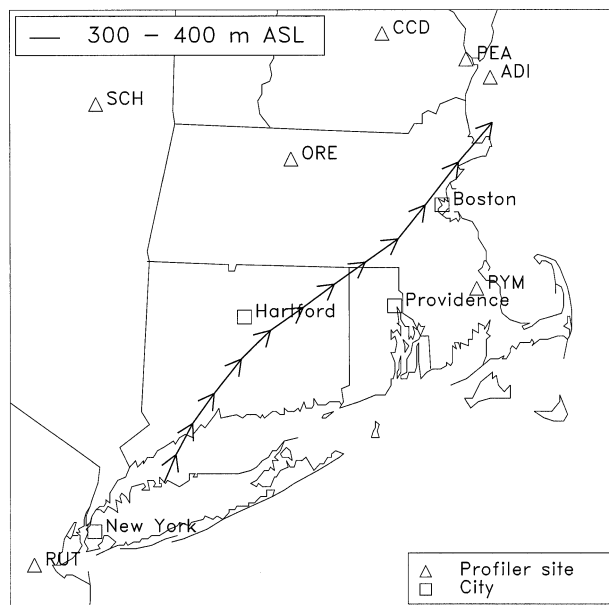 300 – 400 m ASL
CCD
PEA
ADI
SCH
ORE
Boston
PYM
Providence
Hartford
New York
RUT
Profiler site
City